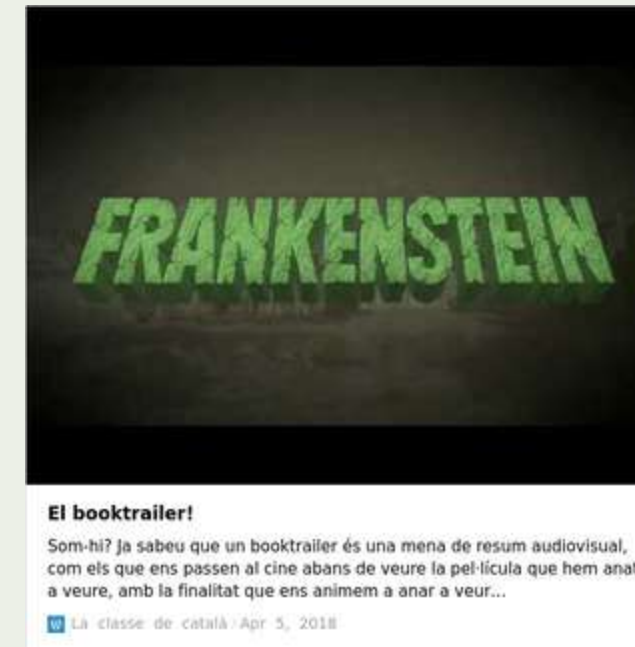 FRANKENSTEIN
El booktrailer!
Som-hi? Ja sabeu que un booktrailer és una mena de resum audiovisual,
com els que ens passen al cine abans de veure la pel·lícula que hem anat
a veure, amb la finalitat que ens animem a anar a veur...
La classe de català / Apr 5, 2018